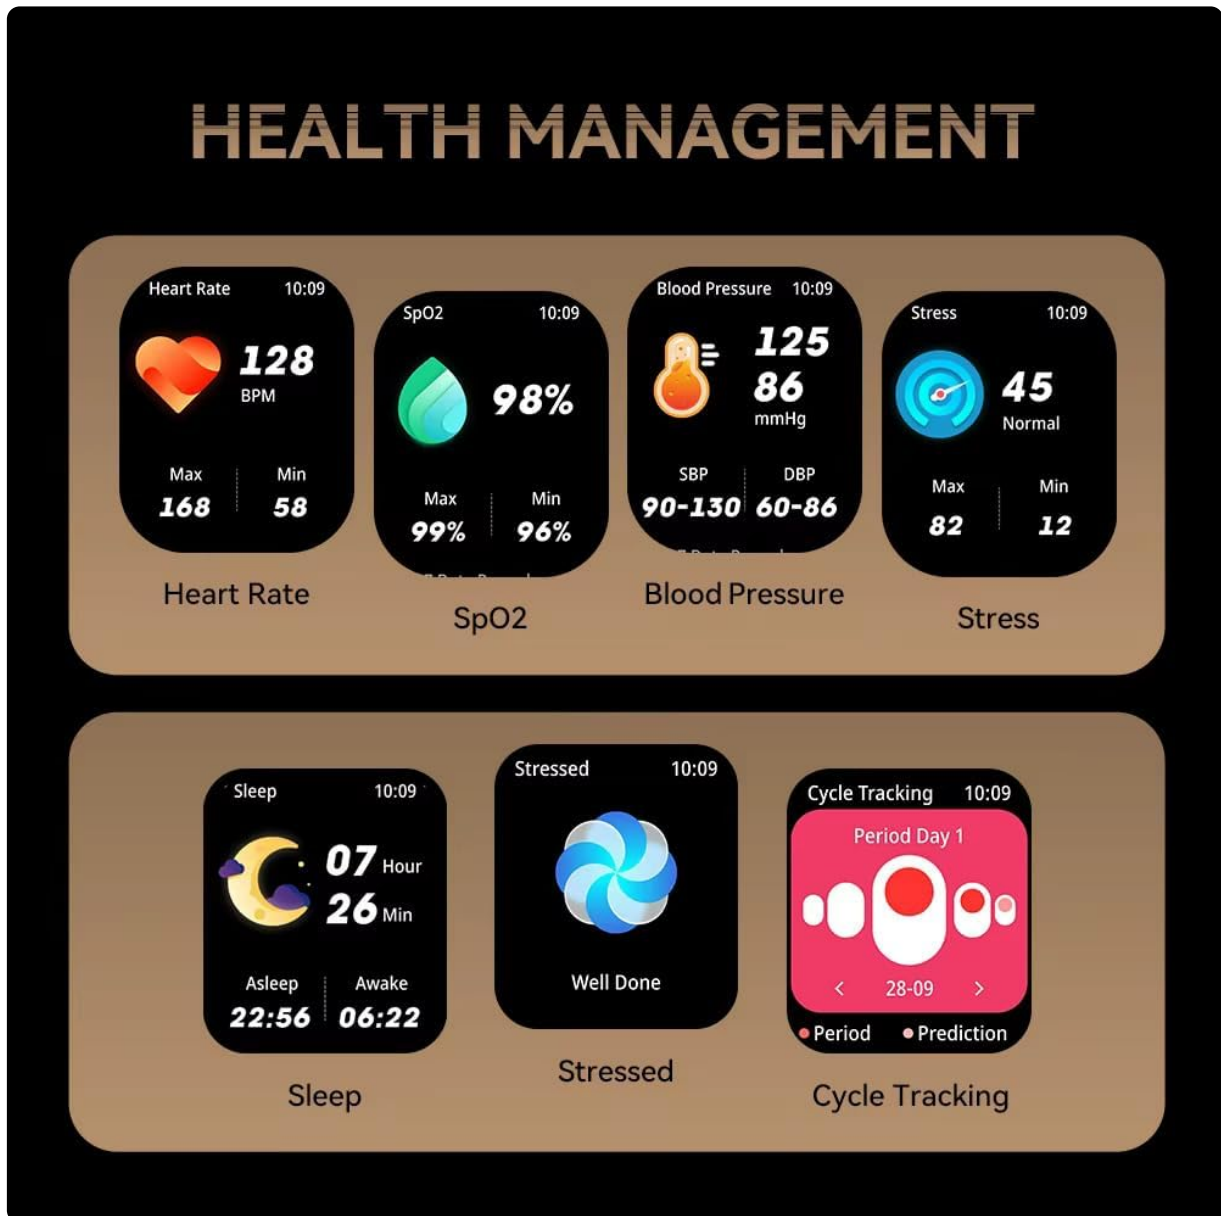 HEALTH MANAGEMENT
Heart Rate 10:09
128
BPM
Max Min
168 58
Heart Rate
SpO2 10:09
98%
Max Min
99% 96%
SpO2
Blood Pressure 10:09
125
86
mmHg
SBP DBP
90-130 60-86
Blood Pressure
Stress 10:09
45
Normal
Max Min
82 12
Stress
Sleep 10:09
07 Hour
26 Min
Asleep Awake
22:56 06:22
Sleep
Stressed 10:09
Well Done
Stressed
Cycle Tracking 10:09
Period Day 1
< 28-09 >
Period Prediction
Cycle Tracking